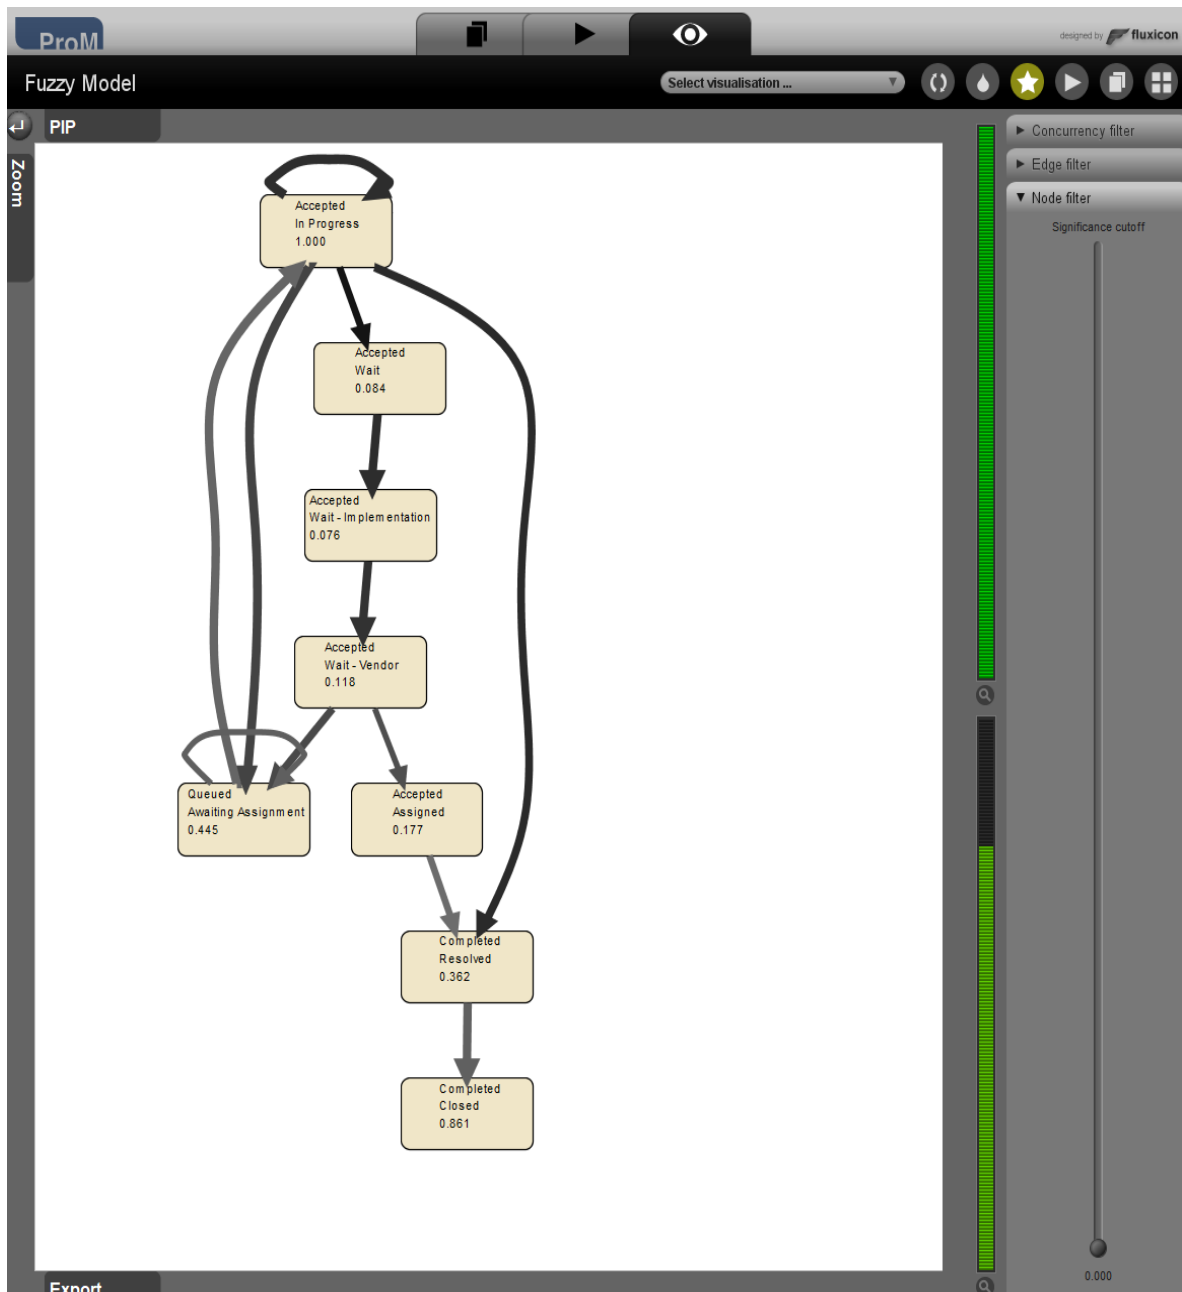 ProM
designed by fluxicon
Fuzzy Model
Select visualisation ...
PIP
Zoom
Concurrency filter
Edge filter
Node filter
Significance cutoff
Accepted
In Progress
1.000
Accepted
Wait
0.084
Accepted
Wait - Implementation
0.076
Accepted
Wait - Vendor
0.118
Queued
Awaiting Assignment
0.445
Accepted
Assigned
0.177
Completed
Resolved
0.362
Completed
Closed
0.861
0.000
Export